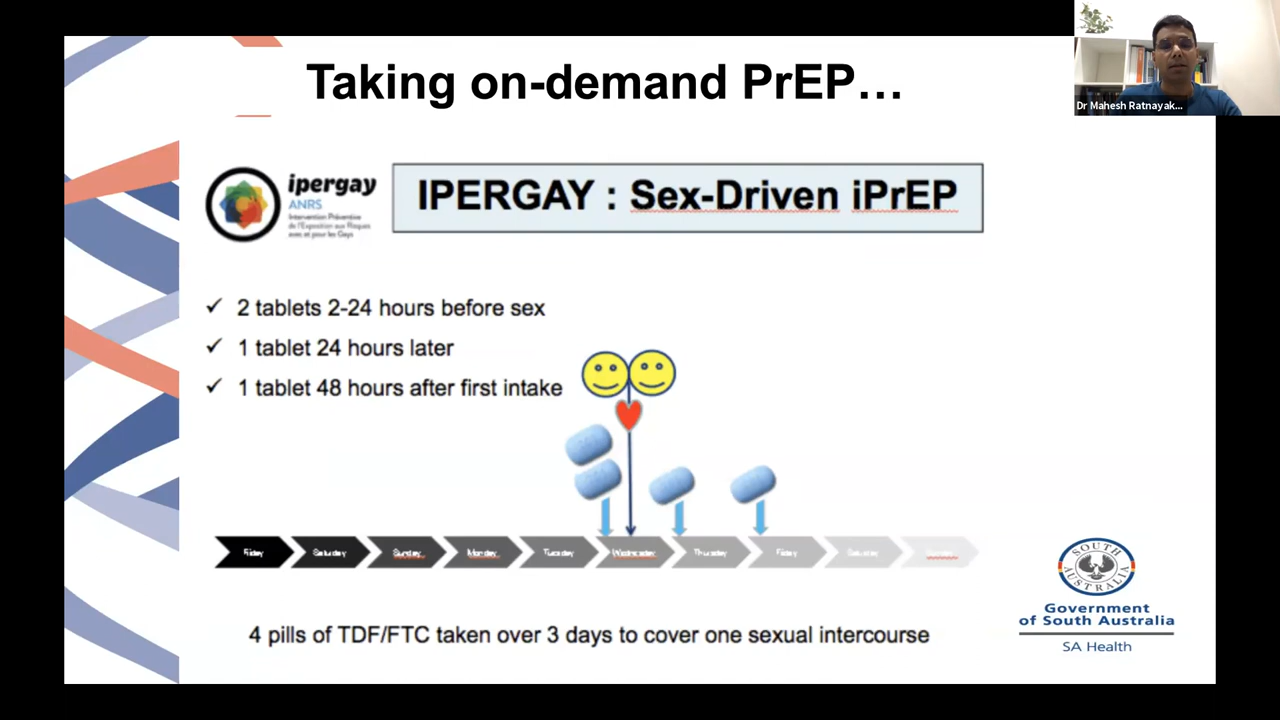 Taking on-demand PrEP…
Dr Mahesh Ratnayak...
ipergay
ANRS
Intervention Préventive
de l'Exposition aux Risques
avec et pour les Gays
IPERGAY : Sex-Driven iPrEP
✓ 2 tablets 2-24 hours before sex
✓ 1 tablet 24 hours later
✓ 1 tablet 48 hours after first intake
Friday Saturday Sunday Monday Tuesday Wednesday Thursday Friday Saturday Sunday
4 pills of TDF/FTC taken over 3 days to cover one sexual intercourse
SOUTH AUSTRALIA
Government
of South Australia
SA Health